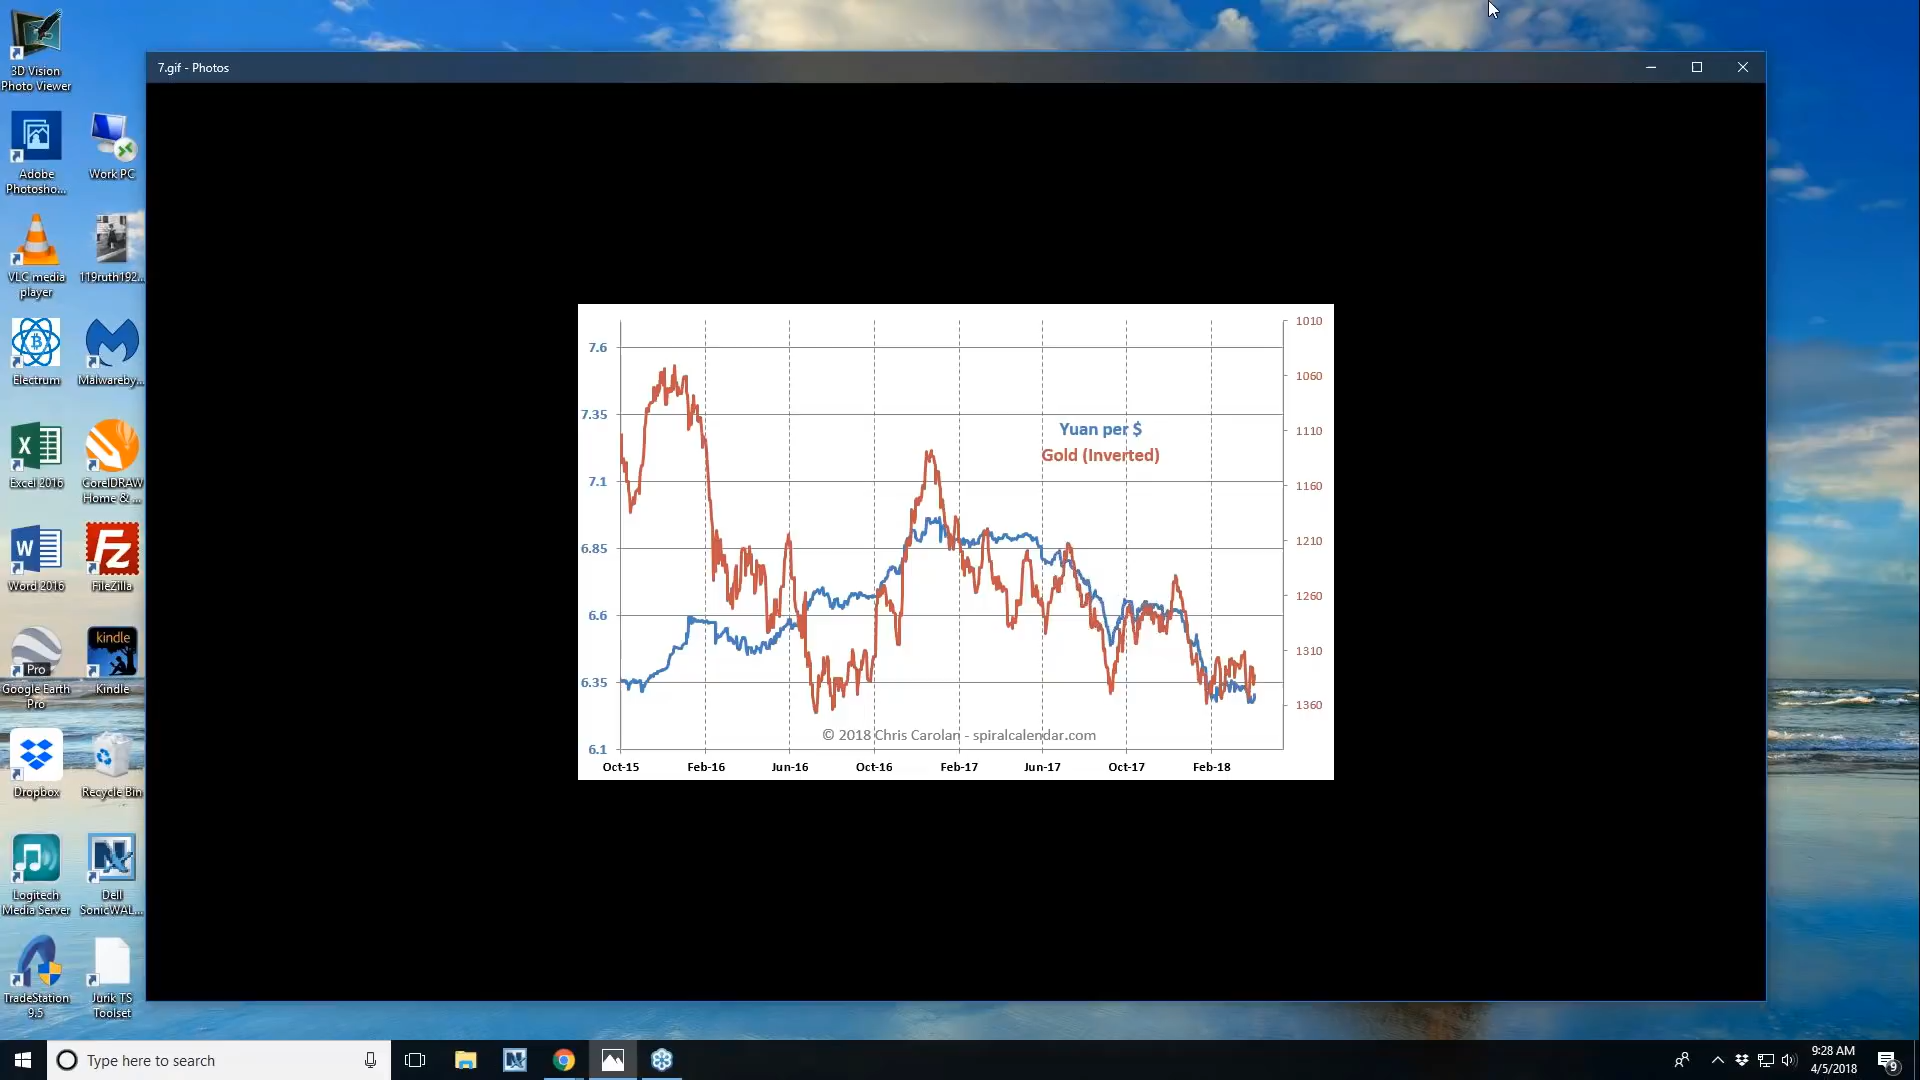 7.gif - Photos
3D Vision
Photo Viewer
Adobe
Photosho...
Work PC
VLC media
player
119ruth192...
Electrum
Malwareby...
Excel 2016
CorelDRAW
Home & ...
Word 2016
FileZilla
Pro
Google Earth
Pro
kindle
Kindle
Dropbox
Recycle Bin
Logitech
Media Server
Dell
SonicWAL...
TradeStation
9.5
Jurik TS
Toolset
Yuan per $
Gold (Inverted)
7.6
7.35
7.1
6.85
6.6
6.35
6.1
1010
1060
1110
1160
1210
1260
1310
1360
© 2018 Chris Carolan - spiralcalendar.com
Oct-15 Feb-16 Jun-16 Oct-16 Feb-17 Jun-17 Oct-17 Feb-18
Type here to search
9:28 AM
4/5/2018
9